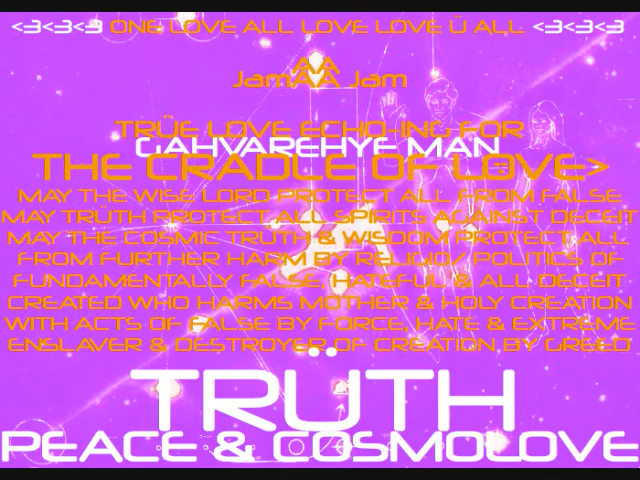 <3<3<3 ONE LOVE ALL LOVE LOVE Ü ALL <3<3<3
ÂÂ
JamÂÂ Jam
TRÜE LOVE ECHO-ING FOR
GAHVAREHYE MAN
THE CRADLE OF LOVE>
MAY THE WISE LORD PROTECT ALL FROM FALSE
MAY TRUTH PROTECT ALL SPIRITS AGAINST DECEIT
MAY THE COSMIC TRUTH & WISDOM PROTECT ALL
FROM FURTHER HARM BY RELIGIO/ POLITICS OF
FUNDAMENTALLY FALSE, HATEFUL & ALL DECEIT
CREATED WHO HARMS MOTHER & HOLY CREATION
WITH ACTS OF FALSE BY FORCE, HATE & EXTREME
ENSLAVER & DESTROYER OF CREATION BY GREED
TRÜTH
PEACE & COSMOLOVE